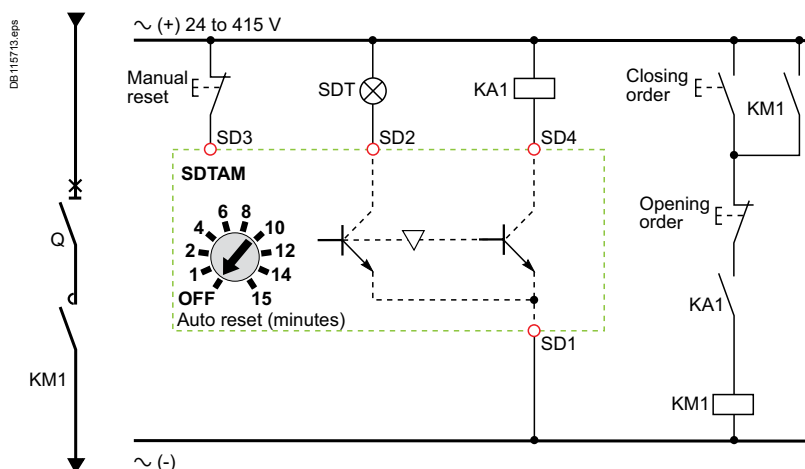 DB115713.eps
∼ (+) 24 to 415 V
Manual
reset
SDT
KA1
Closing
order
KM1
SD3
SD2
SD4
SDTAM
Opening
order
6 8
4 10
2 12
1 14
OFF 15
Auto reset (minutes)
SD1
Q
KA1
KM1
KM1
∼ (-)